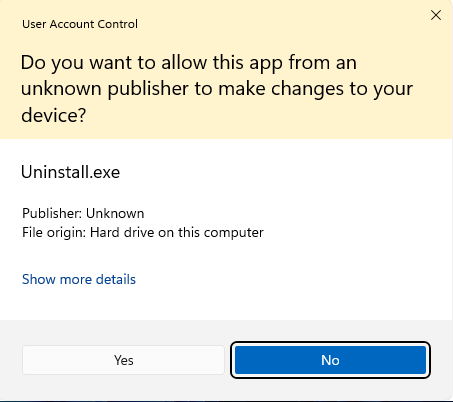 User Account Control
Do you want to allow this app from an
unknown publisher to make changes to your
device?
Uninstall.exe
Publisher: Unknown
File origin: Hard drive on this computer
Show more details
Yes
No